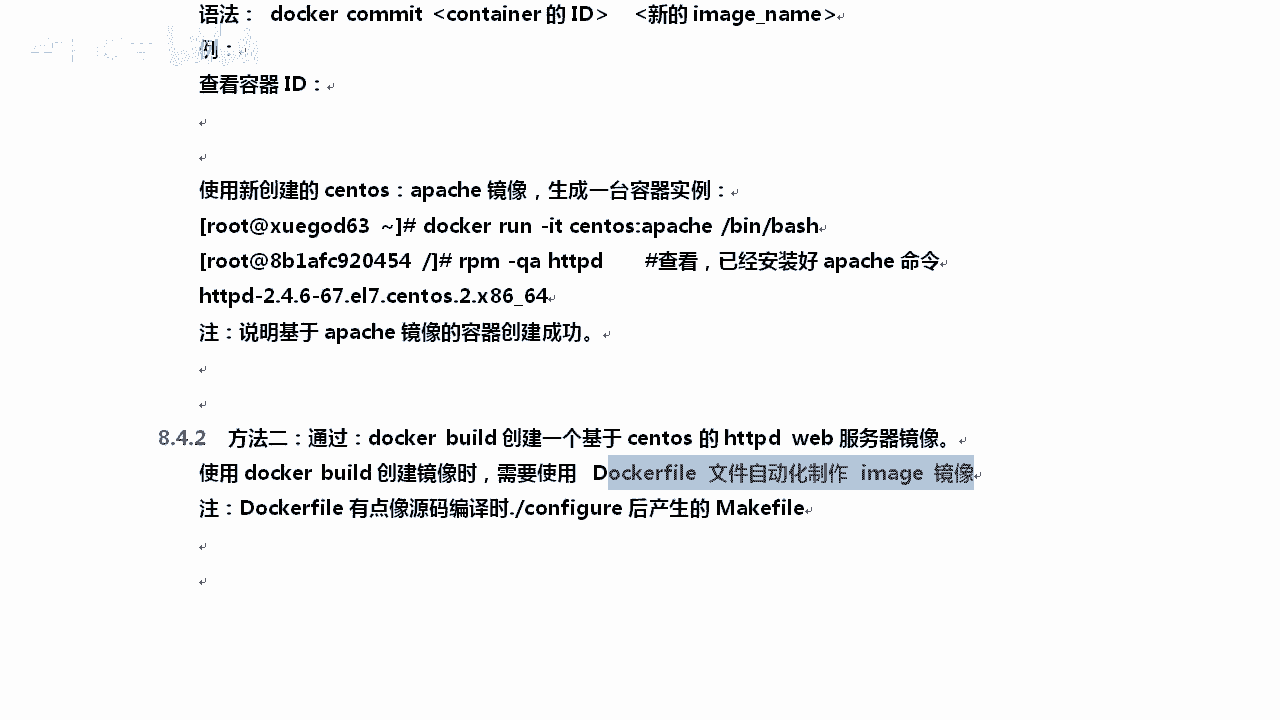 语法： docker commit <container 的 ID> <新的 image_name>
例：
查看容器 ID：
使用新创建的 centos：apache 镜像，生成一台容器实例：
[root@xuegod63 ~]# docker run -it centos:apache /bin/bash
[root@8b1afc920454 /]# rpm -qa httpd #查看，已经安装好 apache 命令
httpd-2.4.6-67.el7.centos.2.x86_64
注：说明基于 apache 镜像的容器创建成功。
8.4.2 方法二：通过：docker build 创建一个基于 centos 的 httpd web 服务器镜像。
使用 docker build 创建镜像时，需要使用 Dockerfile 文件自动化制作 image 镜像
注：Dockerfile 有点像源码编译时./configure 后产生的 Makefile